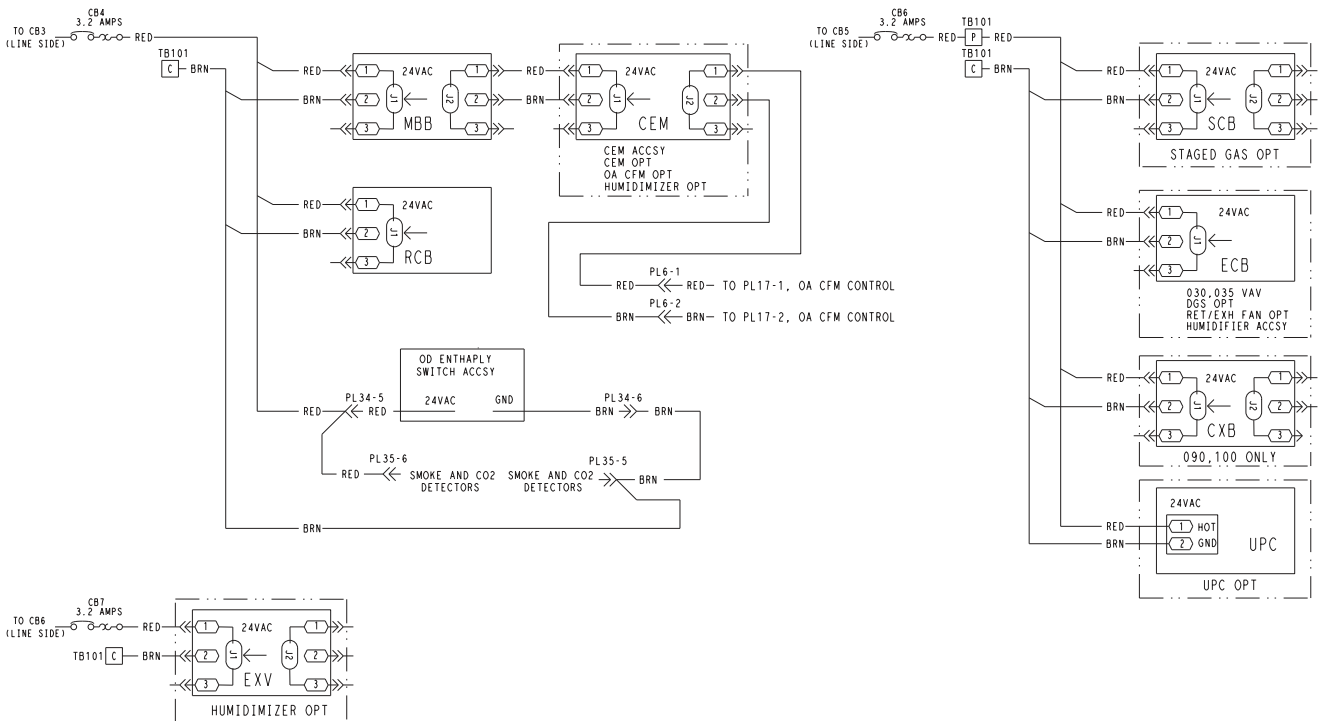 CB4
3.2 AMPS
TO CB3
(LINE SIDE)
RED
TB101
C
BRN
RED
1
24VAC
1
RED
1
24VAC
1
BRN
2
J1
J2
2
BRN
2
J1
J2
2
3
MBB
3
3
CEM
3
CEM ACCSY
CEM OPT
OA CFM OPT
HUMIDIMIZER OPT
RED
1
24VAC
BRN
2
J1
3
RCB
PL6-1
RED
RED
TO PL17-1, OA CFM CONTROL
PL6-2
BRN
BRN
TO PL17-2, OA CFM CONTROL
OD ENTHAPLY
SWITCH ACCSY
24VAC
GND
PL34-5
RED
RED
PL34-6
BRN
BRN
PL35-6
RED
SMOKE AND CO2
DETECTORS
PL35-5
SMOKE AND CO2
DETECTORS
BRN
BRN
CB7
3.2 AMPS
TO CB6
(LINE SIDE)
RED
1
24VAC
1
TB101
C
BRN
2
J1
J2
2
3
EXV
3
HUMIDIMIZER OPT
CB6
3.2 AMPS
TO CB5
(LINE SIDE)
RED
TB101
P
RED
TB101
C
BRN
RED
1
24VAC
1
BRN
2
J1
J2
2
3
SCB
3
STAGED GAS OPT
RED
1
24VAC
BRN
2
J1
3
ECB
030,035 VAV
DGS OPT
RET/EXH FAN OPT
HUMIDIFIER ACCSY
RED
1
24VAC
1
BRN
2
J1
J2
2
3
CXB
3
090,100 ONLY
24VAC
RED
1
HOT
BRN
2
GND
UPC
UPC OPT